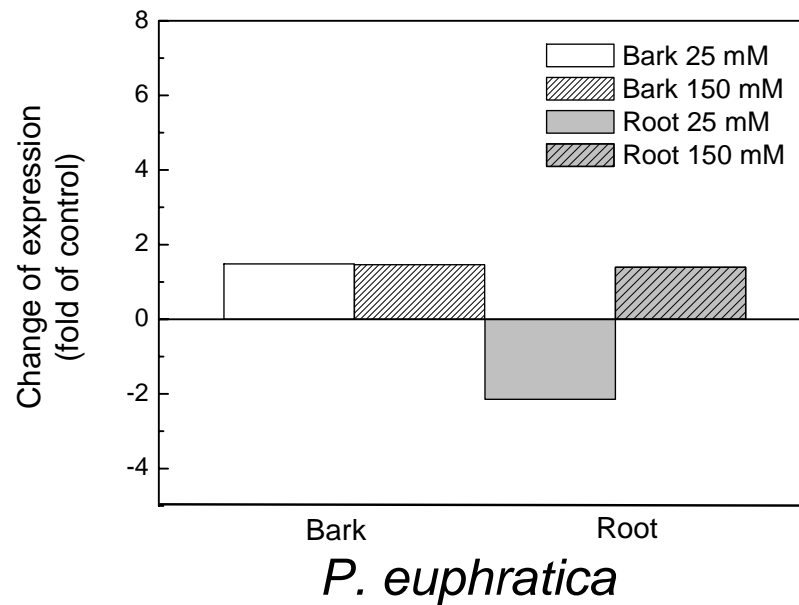 8
6
4
2
0
-2
-4
Change of expression
(fold of control)
Bark 25 mM
Bark 150 mM
Root 25 mM
Root 150 mM
Bark
Root
P. euphratica